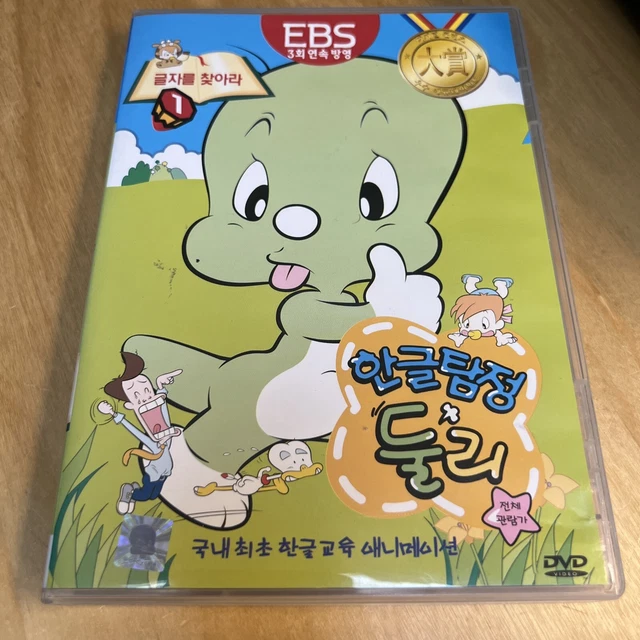 EBS
3회 연속 방영
大賞
글자를 찾아라
1
한글탐정
둘리
전체
관람가
국내 최초 한글교육 애니메이션
DVD
VIDEO